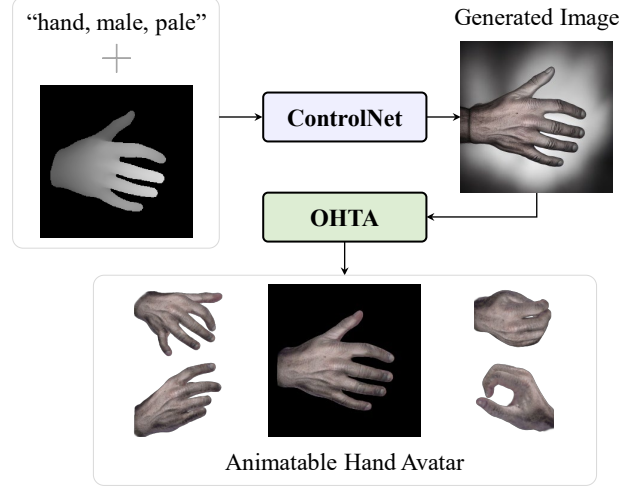 “hand, male, pale”
Generated Image
ControlNet
OHTA
Animatable Hand Avatar